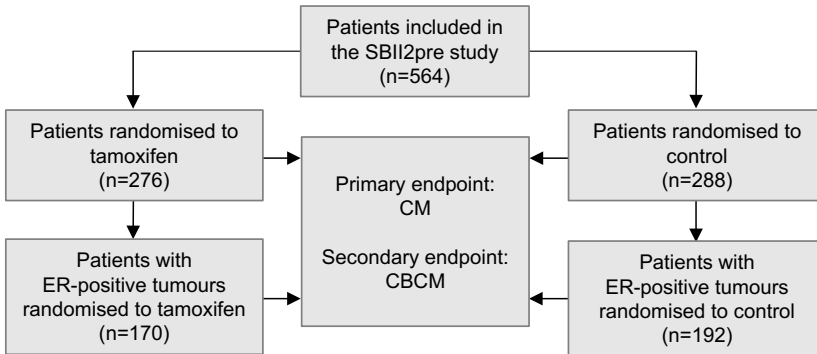 Patients included in
the SBII2pre study
(n=564)
Patients randomised to
tamoxifen
(n=276)
Patients randomised to
control
(n=288)
Primary endpoint:
CM
Secondary endpoint:
CBCM
Patients with
ER-positive tumours
randomised to tamoxifen
(n=170)
Patients with
ER-positive tumours
randomised to control
(n=192)